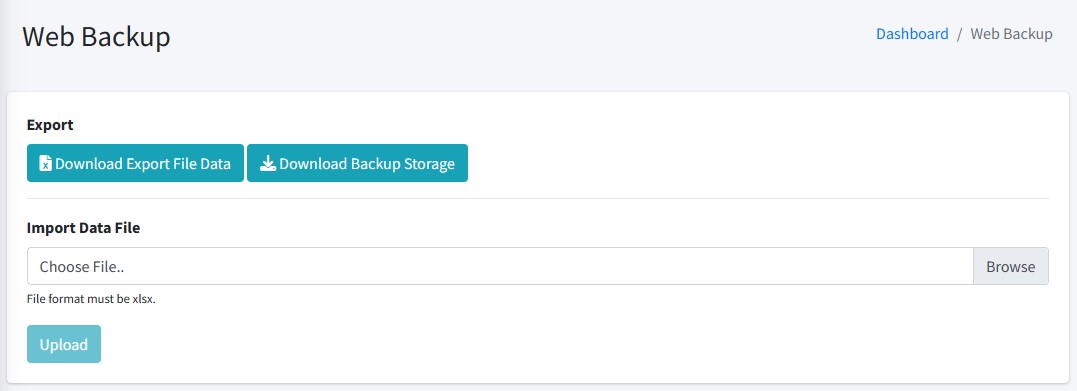 Web Backup
Dashboard / Web Backup
Export
Download Export File Data
Download Backup Storage
Import Data File
Choose File..
Browse
File format must be xlsx.
Upload